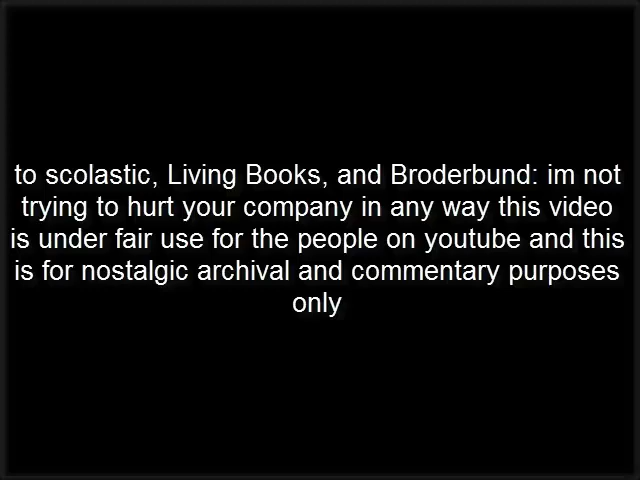 to scolastic, Living Books, and Broderbund: im not
trying to hurt your company in any way this video
is under fair use for the people on youtube and this
is for nostalgic archival and commentary purposes
only